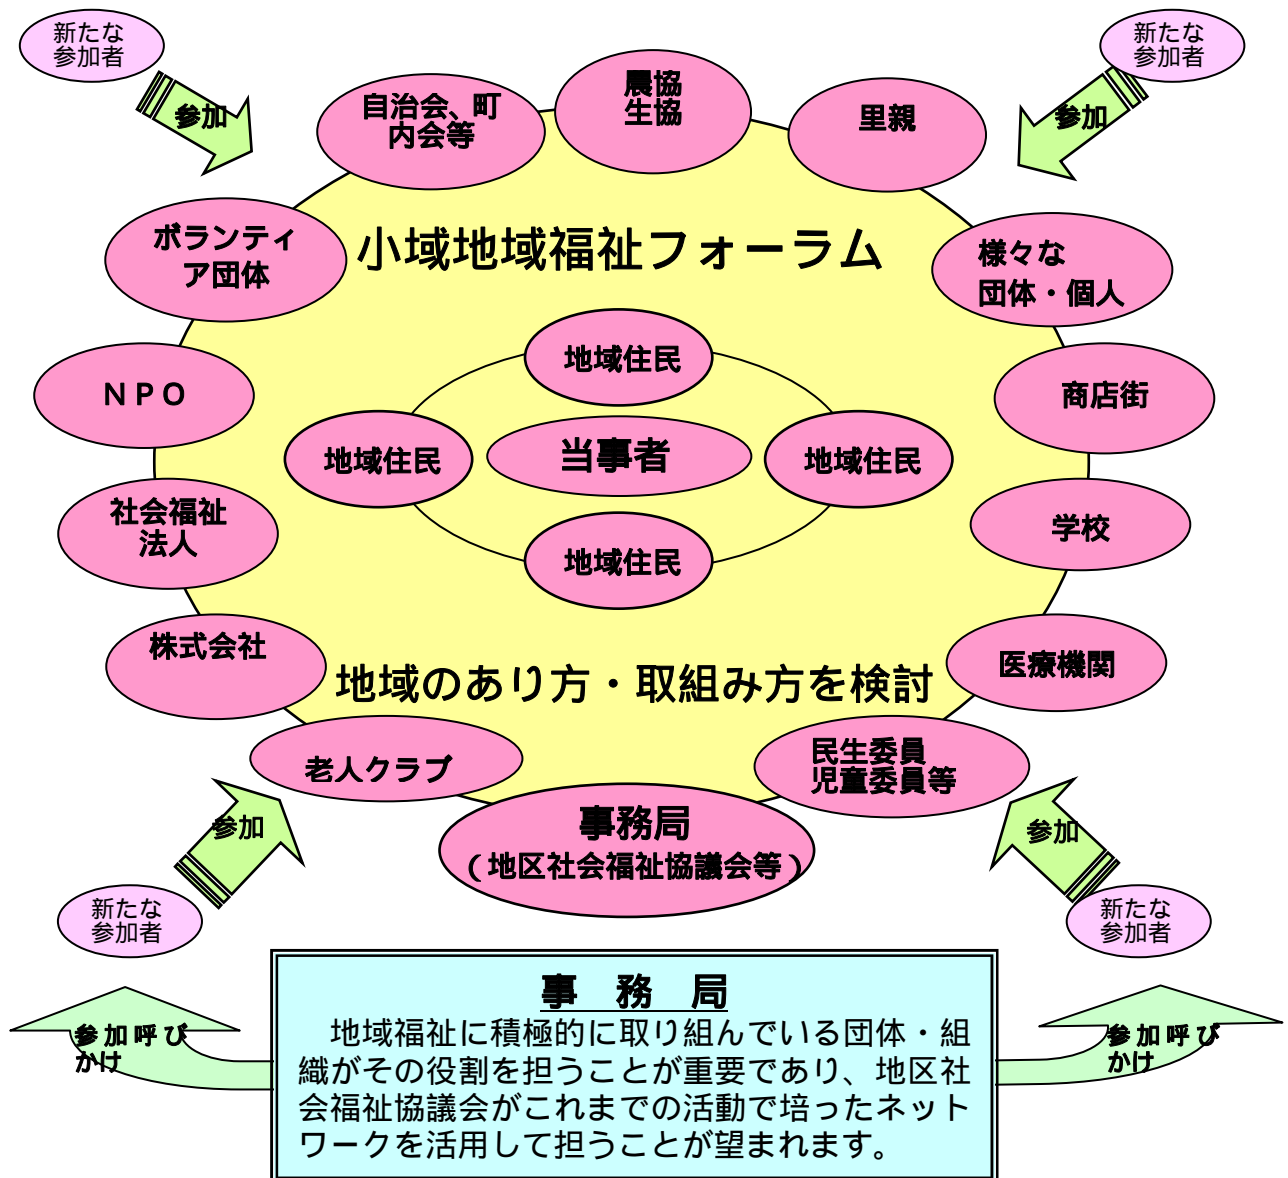 新たな
参加者
新たな
参加者
参加
参加
自治会、町
内会等
農協
生協
里親
ボランティ
ア団体
小域地域福祉フォーラム
様々な
団体・個人
地域住民
ＮＰＯ
商店街
地域住民
当事者
地域住民
社会福祉
法人
学校
地域住民
株式会社
医療機関
地域のあり方・取組み方を検討
老人クラブ
民生委員
児童委員等
事務局
（地区社会福祉協議会等）
参加
参加
新たな
参加者
新たな
参加者
事　務　局
地域福祉に積極的に取り組んでいる団体・組
織がその役割を担うことが重要であり、地区社
会福祉協議会がこれまでの活動で培ったネット
ワークを活用して担うことが望まれます。
参加呼び
かけ
参加呼び
かけ